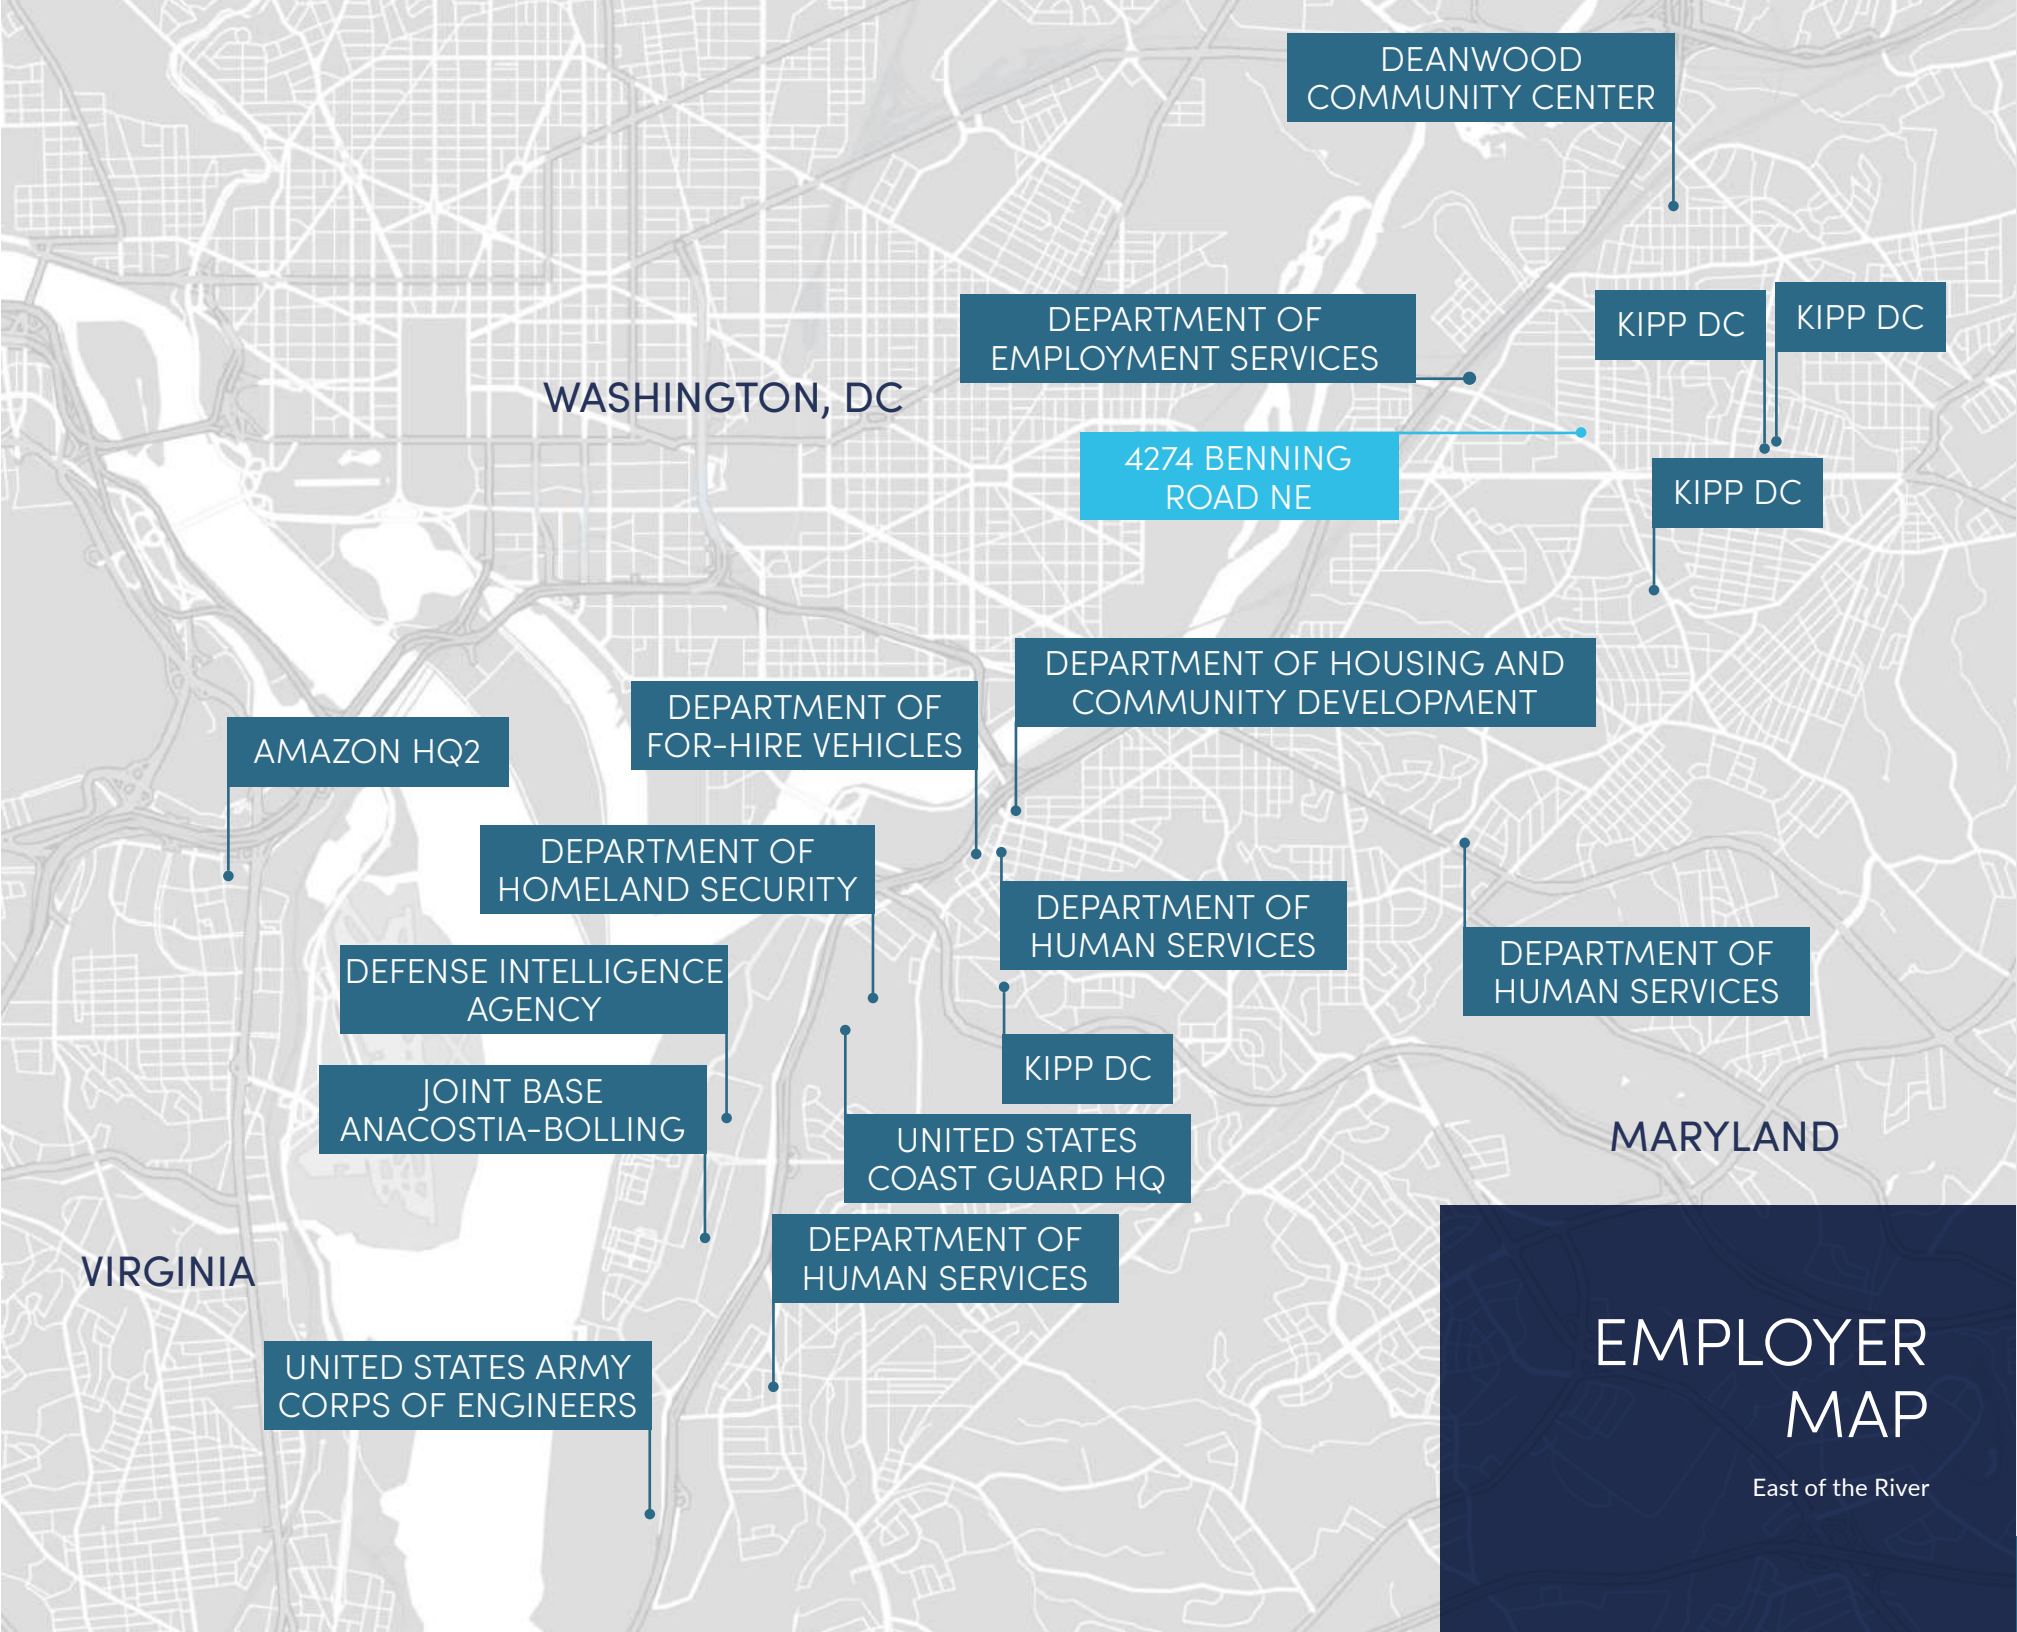 DEANWOOD
COMMUNITY CENTER
DEPARTMENT OF
EMPLOYMENT SERVICES
KIPP DC
KIPP DC
WASHINGTON, DC
4274 BENNING
ROAD NE
KIPP DC
DEPARTMENT OF HOUSING AND
COMMUNITY DEVELOPMENT
DEPARTMENT OF
FOR-HIRE VEHICLES
AMAZON HQ2
DEPARTMENT OF
HOMELAND SECURITY
DEPARTMENT OF
HUMAN SERVICES
DEPARTMENT OF
HUMAN SERVICES
DEFENSE INTELLIGENCE
AGENCY
KIPP DC
JOINT BASE
ANACOSTIA-BOLLING
UNITED STATES
COAST GUARD HQ
MARYLAND
DEPARTMENT OF
HUMAN SERVICES
VIRGINIA
UNITED STATES ARMY
CORPS OF ENGINEERS
EMPLOYER
MAP
East of the River